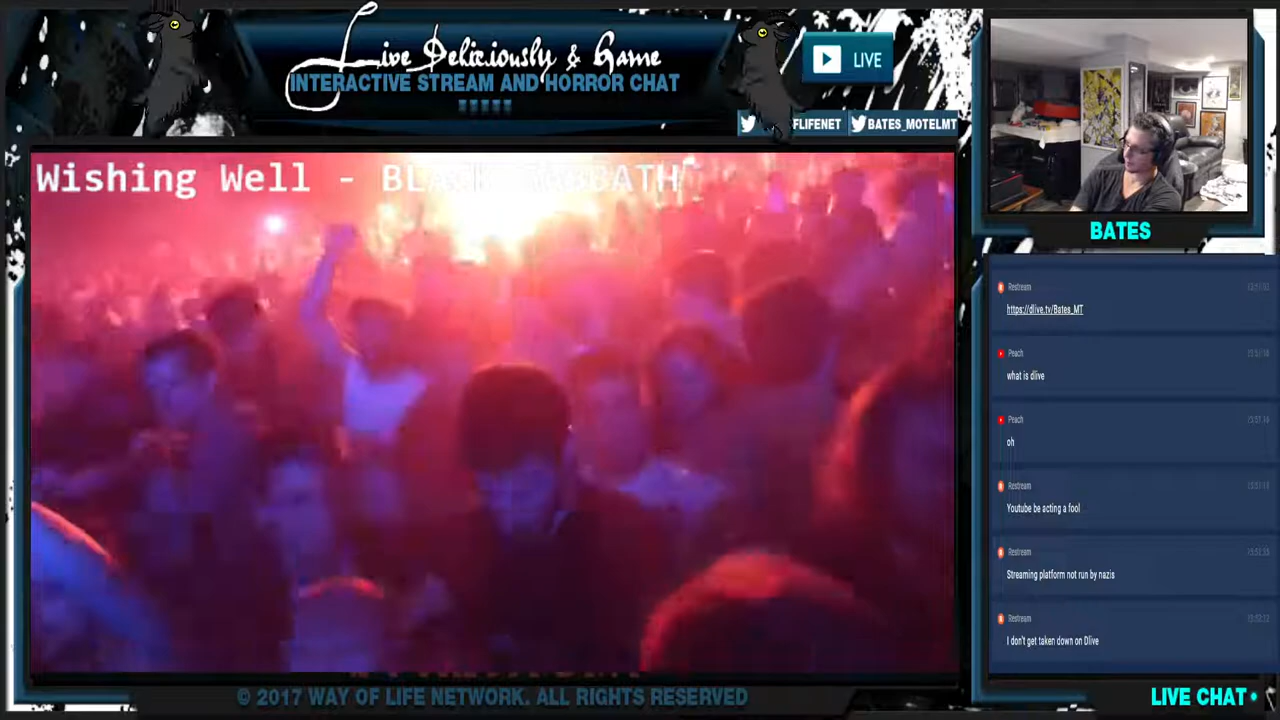 Live Deliciously & Game
INTERACTIVE STREAM AND HORROR CHAT
LIVE
FLIFENET
BATES_MOTELMT
Wishing Well - BLACK SABBATH
BATES
Restream
https://dlive.tv/Bates_MT
Peach
what is dlive
Peach
oh
Restream
Youtube be acting a fool
Restream
Streaming platform not run by nazis
Restream
I don't get taken down on Dlive
© 2017 WAY OF LIFE NETWORK. ALL RIGHTS RESERVED
LIVE CHAT